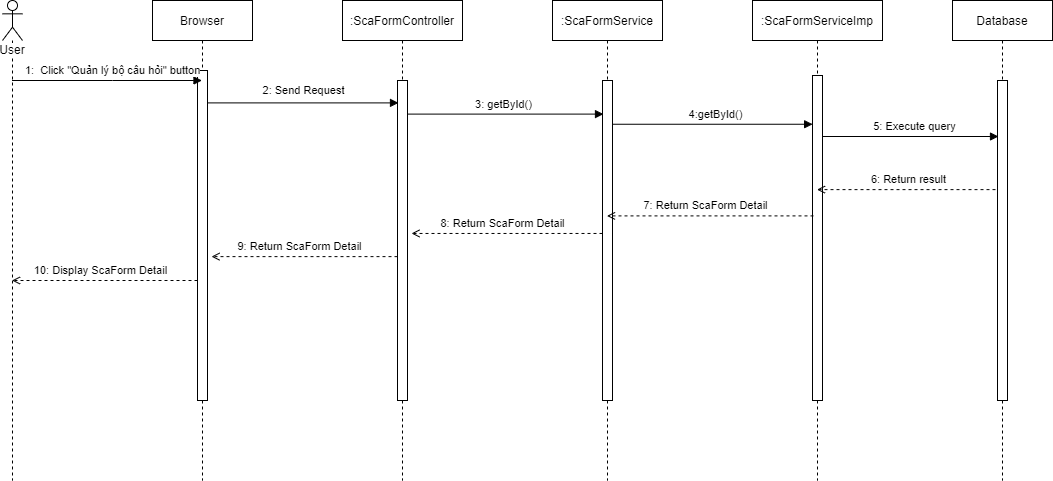 Browser
:ScaFormController
:ScaFormService
:ScaFormServiceImp
Database
User
1:  Click "Quản lý bộ câu hỏi" button
2: Send Request
3: getById()
4:getById()
5: Execute query
6: Return result
7: Return ScaForm Detail
8: Return ScaForm Detail
9: Return ScaForm Detail
10: Display ScaForm Detail